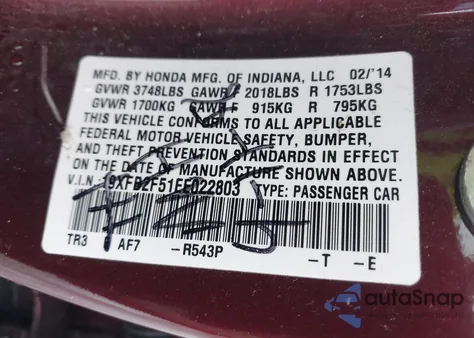 MFD. BY HONDA MFG. OF INDIANA, LLC 02/'14
GVWR 3748LBS GAWR F 2018LBS R 1753LBS
GVWR 1700KG GAWR F 915KG R 795KG
THIS VEHICLE CONFORMS TO ALL APPLICABLE
FEDERAL MOTOR VEHICLE SAFETY, BUMPER,
AND THEFT PREVENTION STANDARDS IN EFFECT
ON THE DATE OF MANUFACTURE SHOWN ABOVE.
V.I.N.: 19XFB2F51EE022803 TYPE: PASSENGER CAR
TR3 AF7 -R543P -T -E
autoSnap